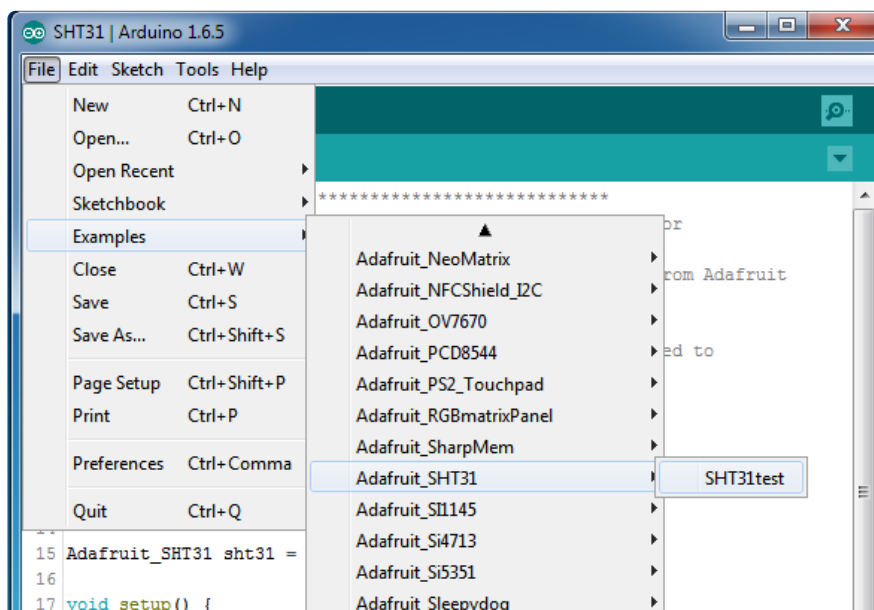 SHT31 | Arduino 1.6.5
File Edit Sketch Tools Help
New Ctrl+N
Open... Ctrl+O
Open Recent
Sketchbook
Examples
Close Ctrl+W
Save Ctrl+S
Save As... Ctrl+Shift+S
Page Setup Ctrl+Shift+P
Print Ctrl+P
Preferences Ctrl+Comma
Quit Ctrl+Q
Adafruit_NeoMatrix
Adafruit_NFCShield_I2C
Adafruit_OV7670
Adafruit_PCD8544
Adafruit_PS2_Touchpad
Adafruit_RGBmatrixPanel
Adafruit_SharpMem
Adafruit_SHT31
Adafruit_SI1145
Adafruit_Si4713
Adafruit_Si5351
Adafruit_Sleepydog
SHT31test
****************************
or
rom Adafruit
ed to
15 Adafruit_SHT31 sht31 =
16
17 void setup() {